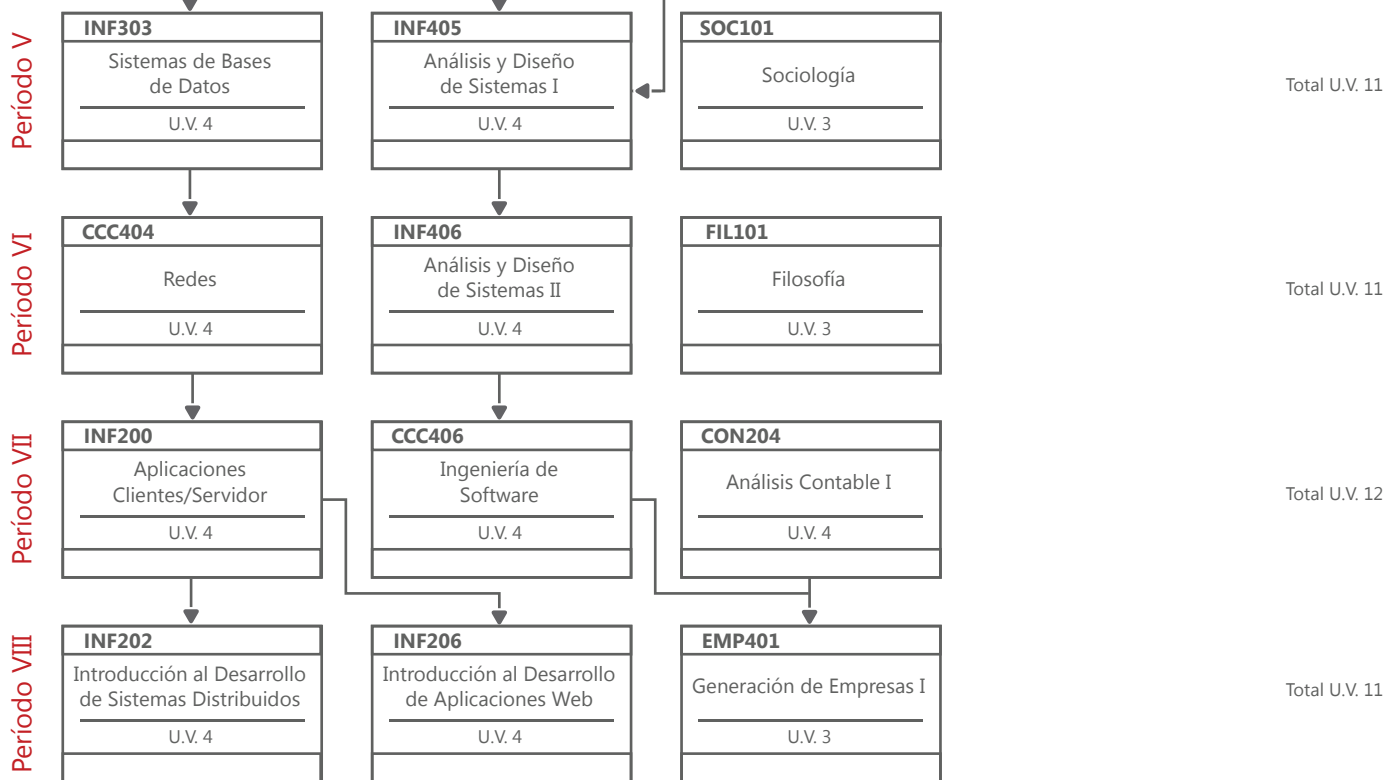 Período V
INF303
Sistemas de Bases
de Datos
U.V. 4
INF405
Análisis y Diseño
de Sistemas I
U.V. 4
SOC101
Sociología
U.V. 3
Total U.V. 11
Período VI
CCC404
Redes
U.V. 4
INF406
Análisis y Diseño
de Sistemas II
U.V. 4
FIL101
Filosofía
U.V. 3
Total U.V. 11
Período VII
INF200
Aplicaciones
Clientes/Servidor
U.V. 4
CCC406
Ingeniería de
Software
U.V. 4
CON204
Análisis Contable I
U.V. 4
Total U.V. 12
Período VIII
INF202
Introducción al Desarrollo
de Sistemas Distribuidos
U.V. 4
INF206
Introducción al Desarrollo
de Aplicaciones Web
U.V. 4
EMP401
Generación de Empresas I
U.V. 3
Total U.V. 11